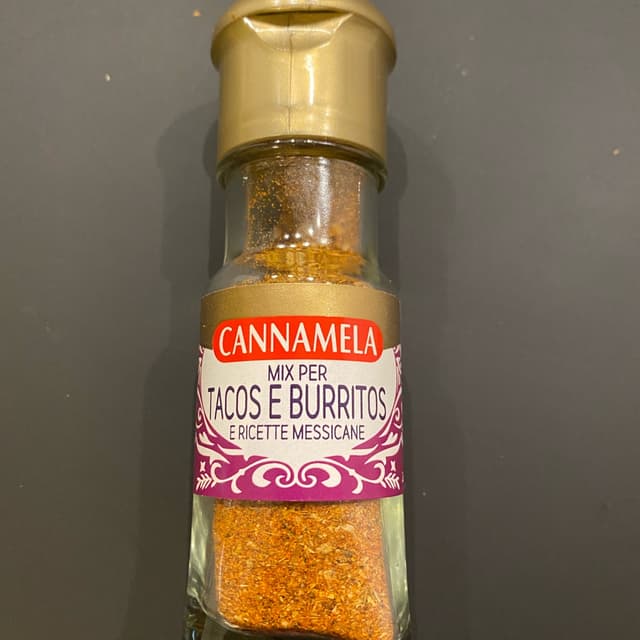 CANNAMELA
MIX PER
TACOS E BURRITOS
E RICETTE MESSICANE